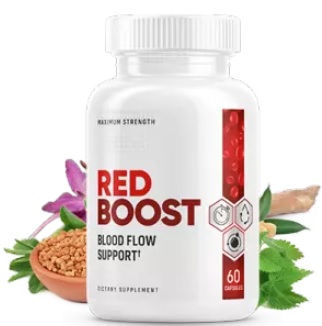 MAXIMUM STRENGTH
RED
BOOST
BLOOD FLOW
SUPPORT†
60
CAPSULES
DIETARY SUPPLEMENT